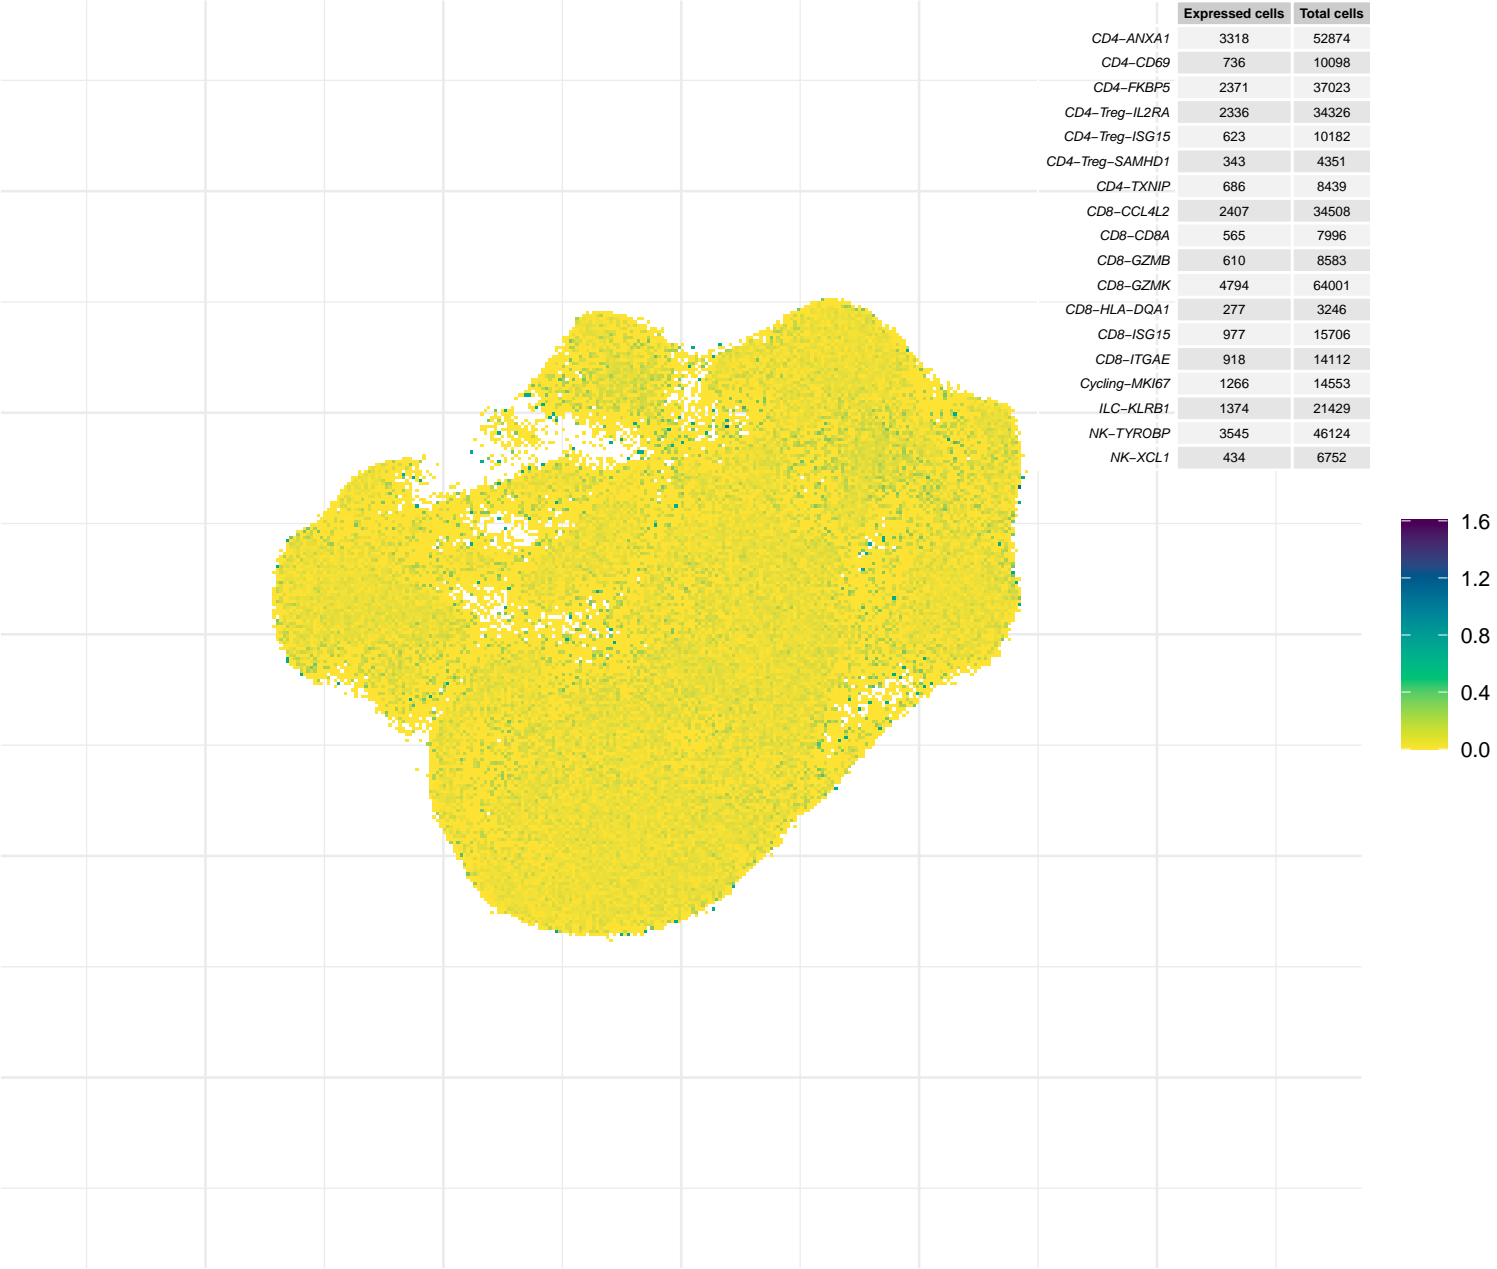 Expressed cells Total cells
CD4−ANXA1 3318 52874
CD4−CD69 736 10098
CD4−FKBP5 2371 37023
CD4−Treg−IL2RA 2336 34326
CD4−Treg−ISG15 623 10182
CD4−Treg−SAMHD1 343 4351
CD4−TXNIP 686 8439
CD8−CCL4L2 2407 34508
CD8−CD8A 565 7996
CD8−GZMB 610 8583
CD8−GZMK 4794 64001
CD8−HLA−DQA1 277 3246
CD8−ISG15 977 15706
CD8−ITGAE 918 14112
Cycling−MKI67 1266 14553
ILC−KLRB1 1374 21429
NK−TYROBP 3545 46124
NK−XCL1 434 6752
1.6
1.2
0.8
0.4
0.0